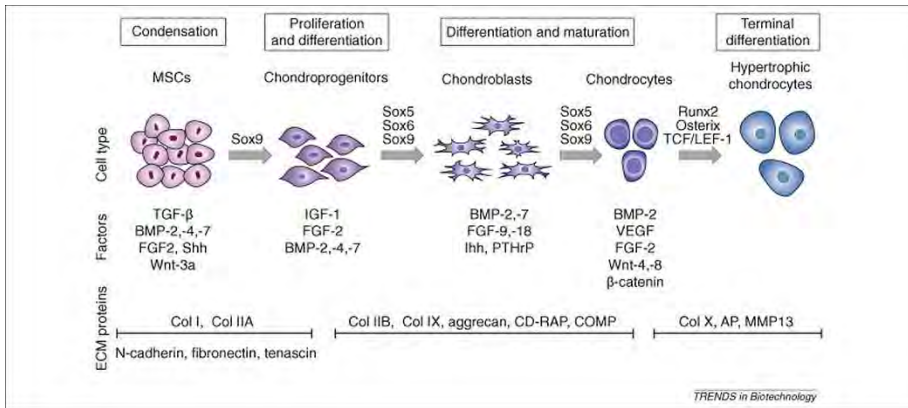 Condensation
Proliferation
and differentiation
Differentiation and maturation
Terminal
differentiation
MSCs
Chondroprogenitors
Chondroblasts
Chondrocytes
Hypertrophic
chondrocytes
Cell type
Sox9
Sox5
Sox6
Sox9
Sox5
Sox6
Sox9
Runx2
Osterix
TCF/LEF-1
Factors
TGF-β
BMP-2,-4,-7
FGF2, Shh
Wnt-3a
IGF-1
FGF-2
BMP-2,-4,-7
BMP-2,-7
FGF-9,-18
Ihh, PTHrP
BMP-2
VEGF
FGF-2
Wnt-4,-8
β-catenin
ECM proteins
Col I, Col IIA
N-cadherin, fibronectin, tenascin
Col IIB, Col IX, aggrecan, CD-RAP, COMP
Col X, AP, MMP13
TRENDS in Biotechnology